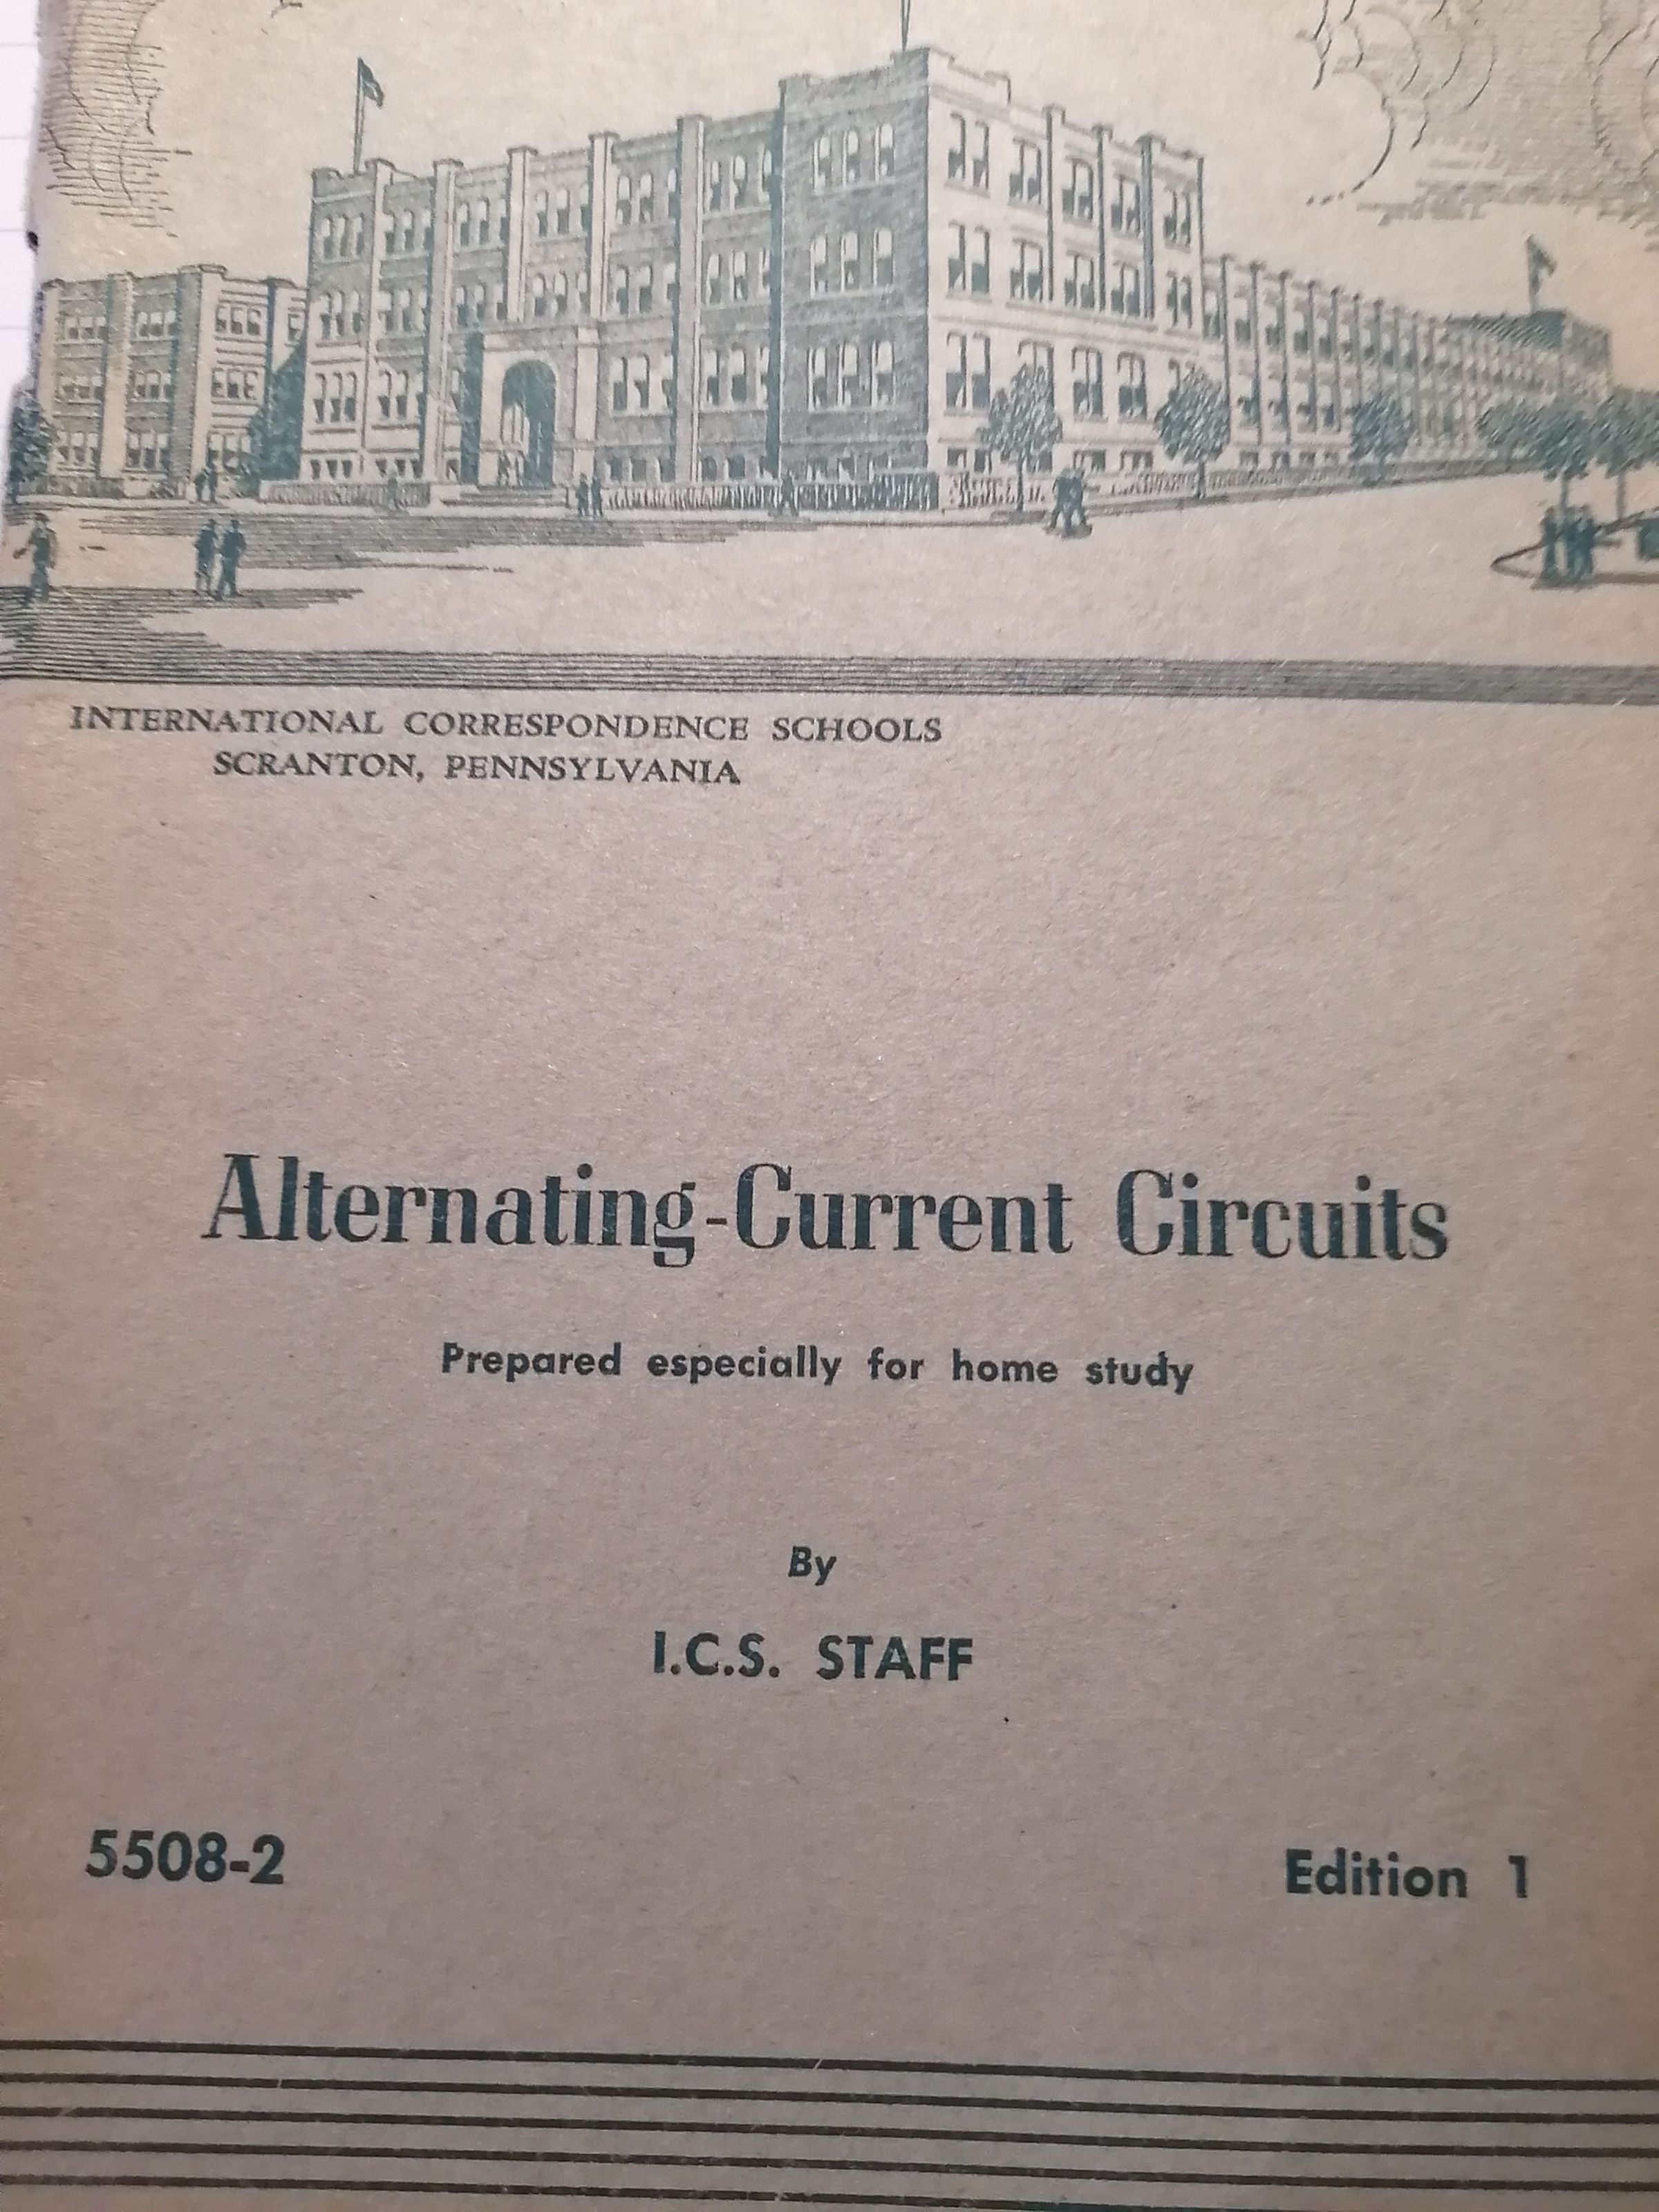 INTERNATIONAL CORRESPONDENCE SCHOOLS
SCRANTON, PENNSYLVANIA
Alternating-Current Circuits
Prepared especially for home study
By
I.C.S. STAFF
5508-2
Edition 1